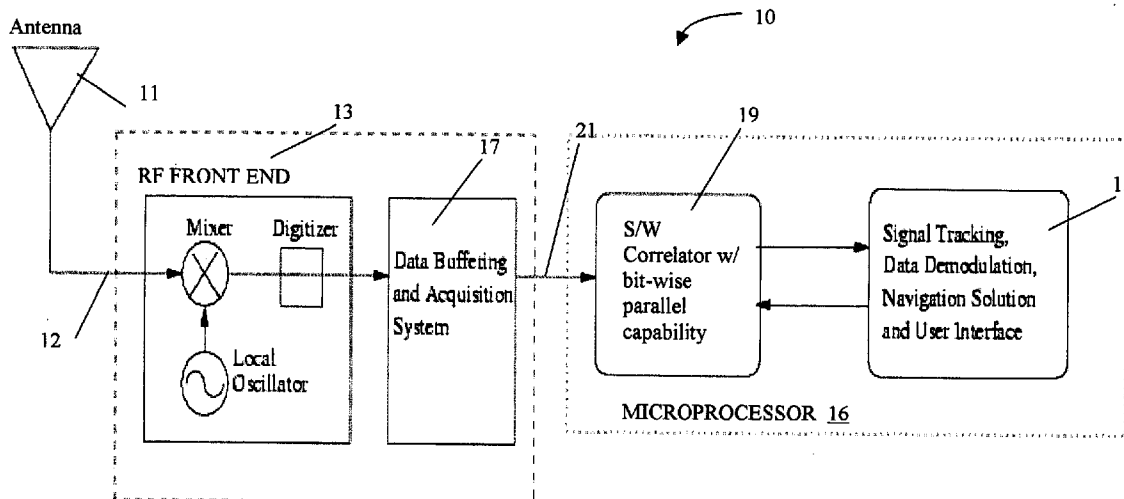 10
Antenna
11
13
17
21
19
1
RF FRONT END
Mixer
Digitizer
S/W
Correlator w/
bit-wise
parallel
capability
Signal Tracking,
Data Demodulation,
Navigation Solution
and User Interface
Data Buffering
and Acquisition
System
12
Local
Oscillator
MICROPROCESSOR 16